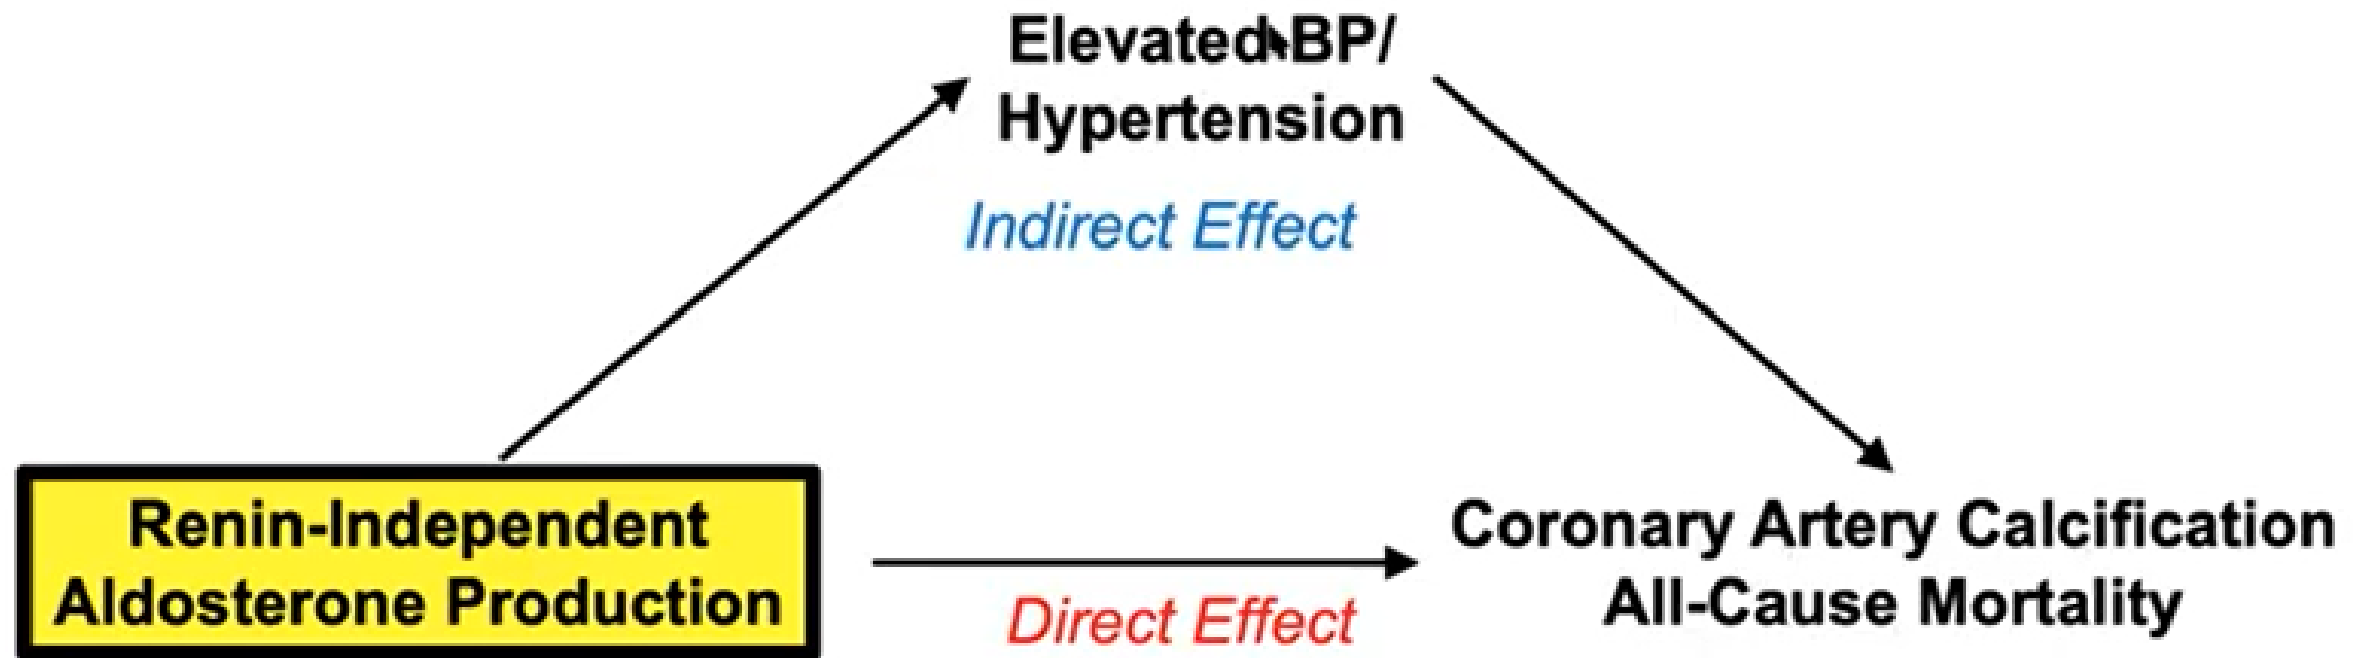 Elevated BP/
Hypertension
Indirect Effect
Renin-Independent
Aldosterone Production
Direct Effect
Coronary Artery Calcification
All-Cause Mortality